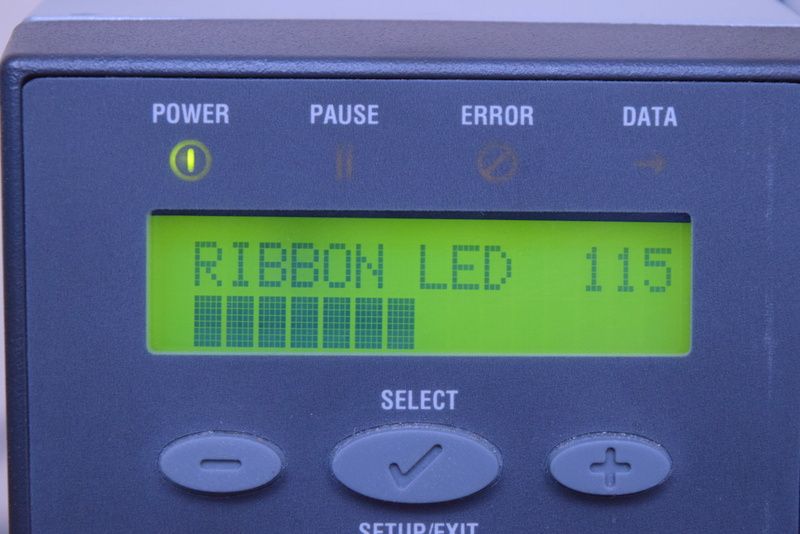 POWER PAUSE ERROR DATA
RIBBON LED 115
SELECT
SETUP/EXIT